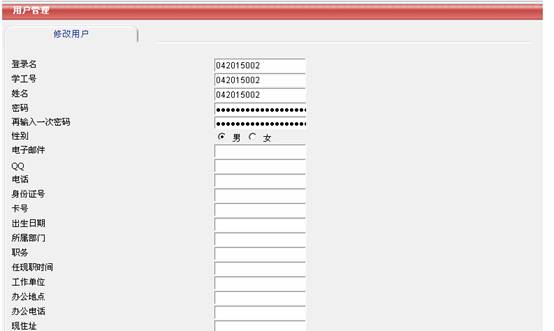 用户管理
修改用户
登录名 042015002
学工号 042015002
姓名 042015002
密码 ●●●●●●●●●●●●●●●●●●●
再输入一次密码 ●●●●●●●●●●●●●●●●●●●
性别 男 女
电子邮件
QQ
电话
身份证号
卡号
出生日期
所属部门
职务
任现职时间
工作单位
办公地点
办公电话
现住址